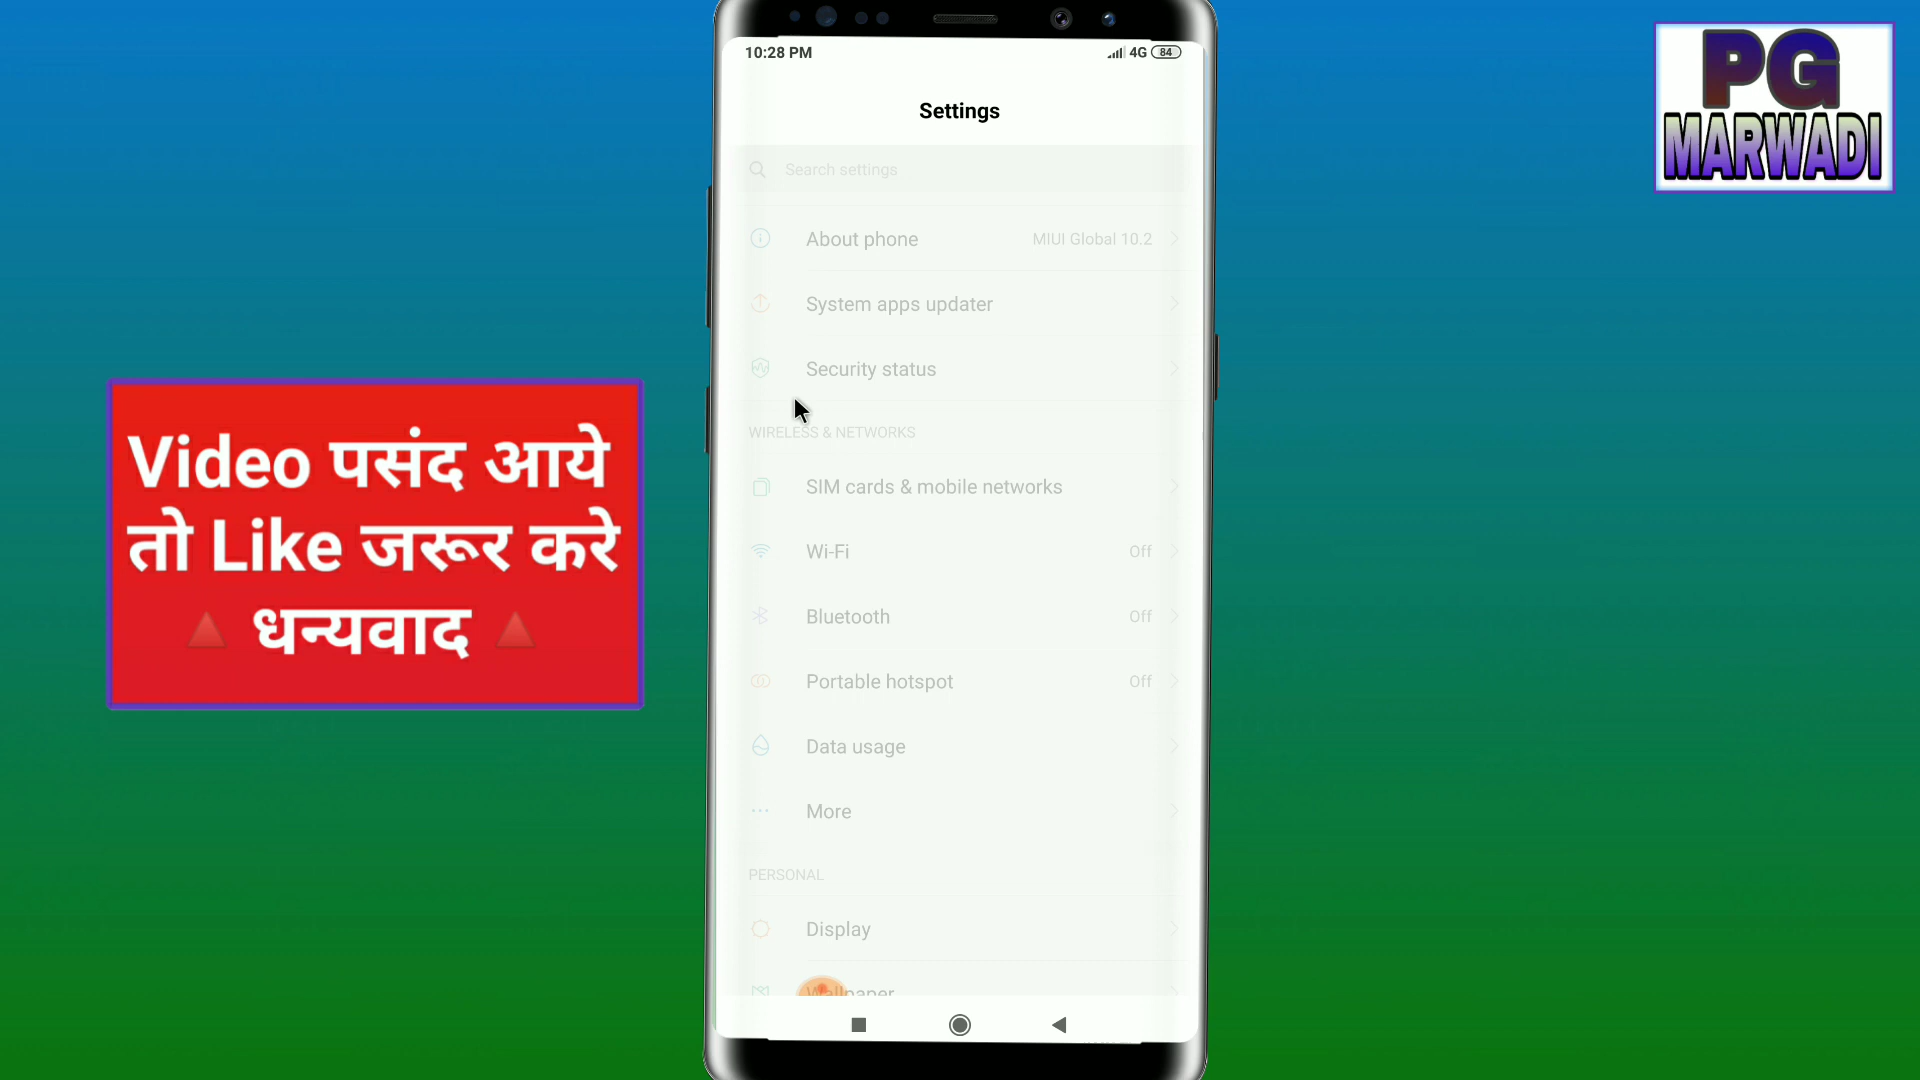 10:28 PM
4G 84
Settings
Search settings
About phone MIUI Global 10.2
System apps updater
Security status
WIRELESS & NETWORKS
SIM cards & mobile networks
Wi-Fi Off
Bluetooth Off
Portable hotspot Off
Data usage
More
PERSONAL
Display
Wallpaper
Video पसंद आये
तो Like जरूर करे
🔺 धन्यवाद 🔺
PG
MARWADI